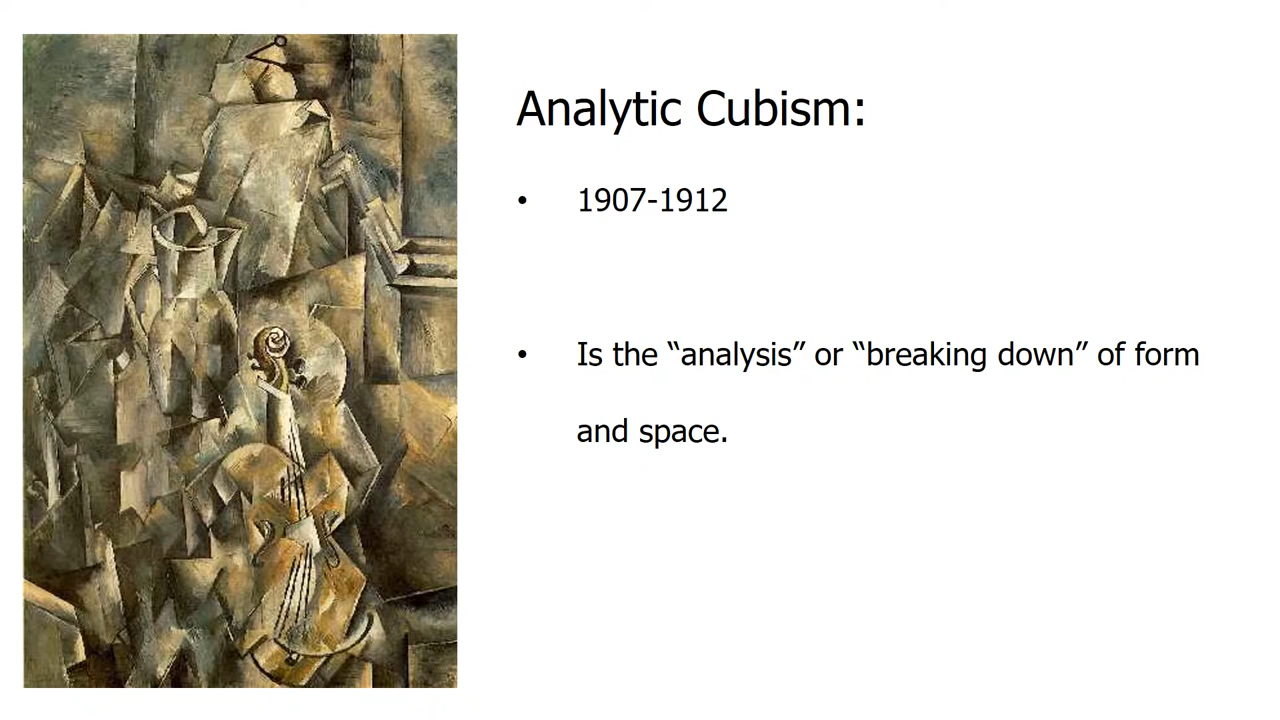 Analytic Cubism:
• 1907-1912
• Is the “analysis” or “breaking down” of form
and space.